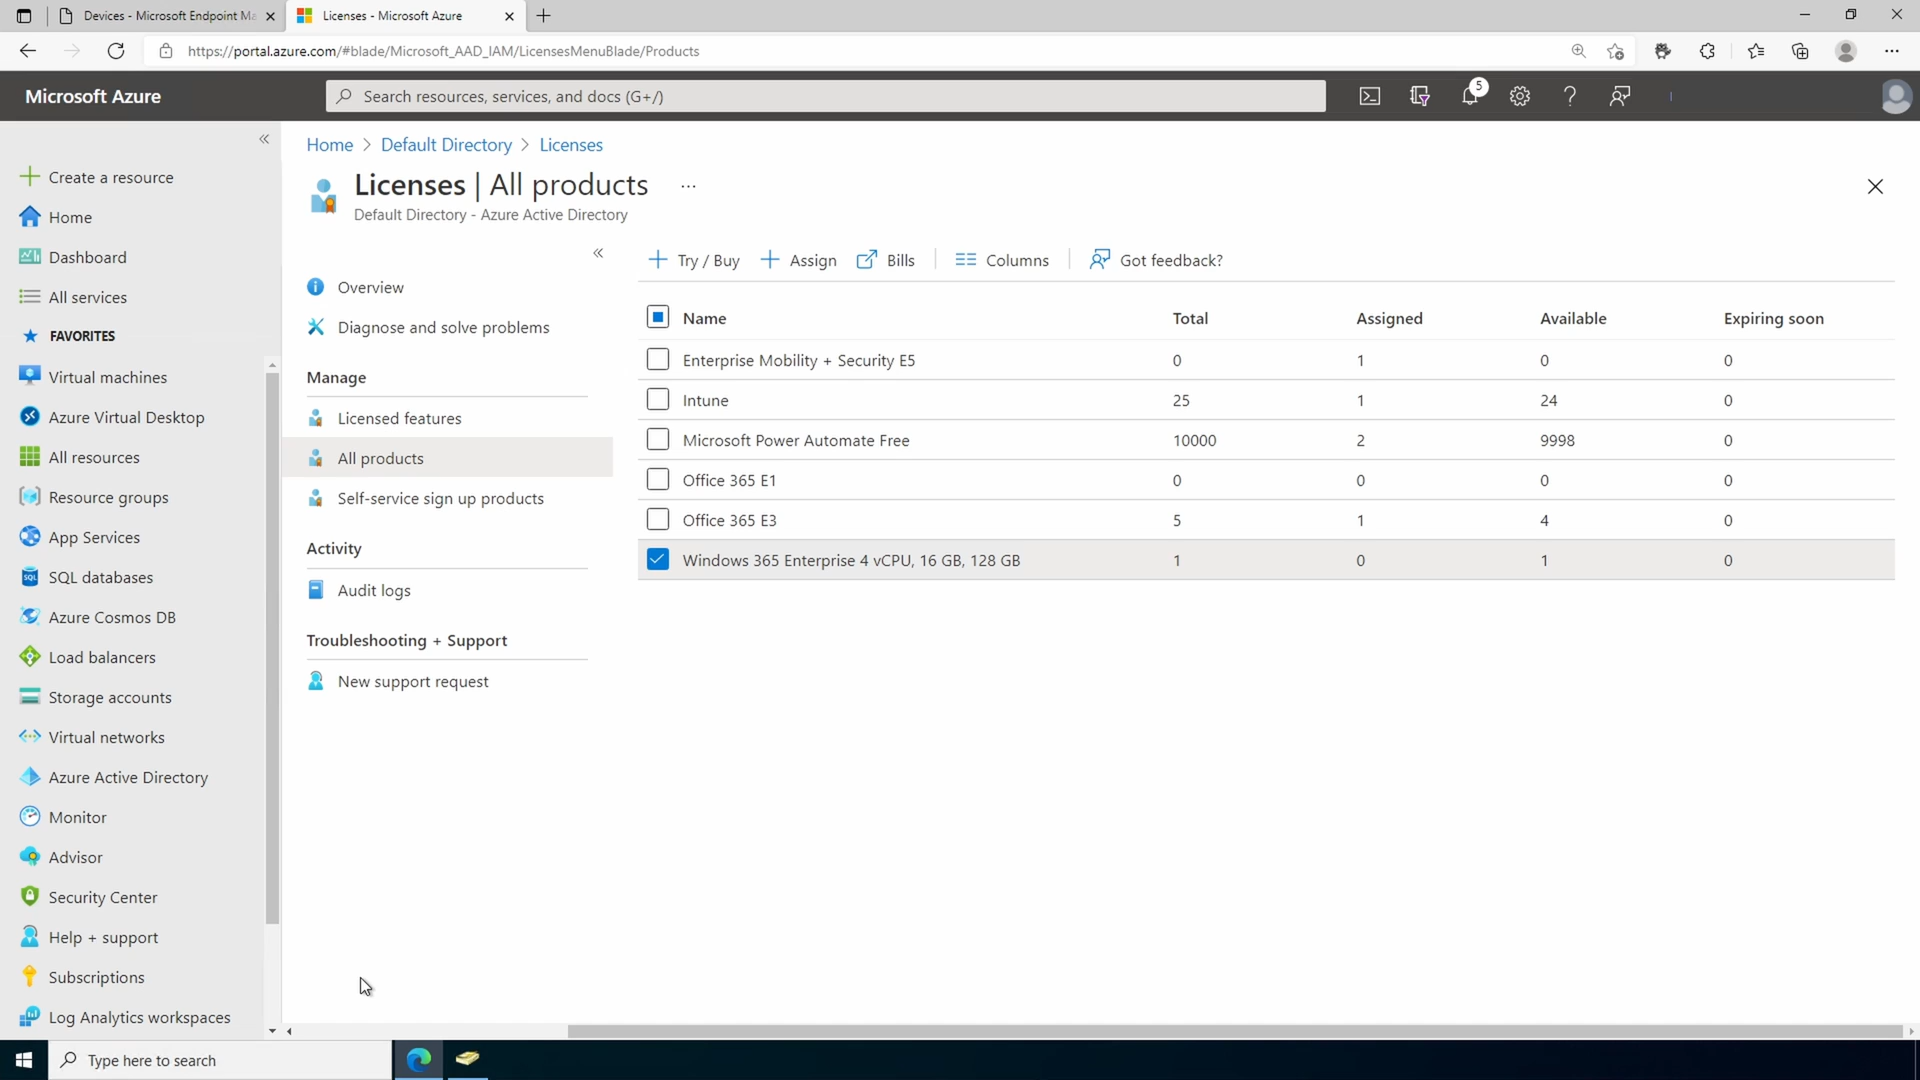 Devices - Microsoft Endpoint Ma
Licenses - Microsoft Azure
https://portal.azure.com/#blade/Microsoft_AAD_IAM/LicensesMenuBlade/Products
Microsoft Azure
Search resources, services, and docs (G+/)
5
Create a resource
Home
Dashboard
All services
FAVORITES
Virtual machines
Azure Virtual Desktop
All resources
Resource groups
App Services
SQL
SQL databases
Azure Cosmos DB
Load balancers
Storage accounts
Virtual networks
Azure Active Directory
Monitor
Advisor
Security Center
Help + support
Subscriptions
Log Analytics workspaces
Home > Default Directory > Licenses
Licenses | All products ...
Default Directory - Azure Active Directory
Overview
Diagnose and solve problems
Manage
Licensed features
All products
Self-service sign up products
Activity
Audit logs
Troubleshooting + Support
New support request
Try / Buy Assign Bills Columns Got feedback?
Name Total Assigned Available Expiring soon
Enterprise Mobility + Security E5 0 1 0 0
Intune 25 1 24 0
Microsoft Power Automate Free 10000 2 9998 0
Office 365 E1 0 0 0 0
Office 365 E3 5 1 4 0
Windows 365 Enterprise 4 vCPU, 16 GB, 128 GB 1 0 1 0
Type here to search